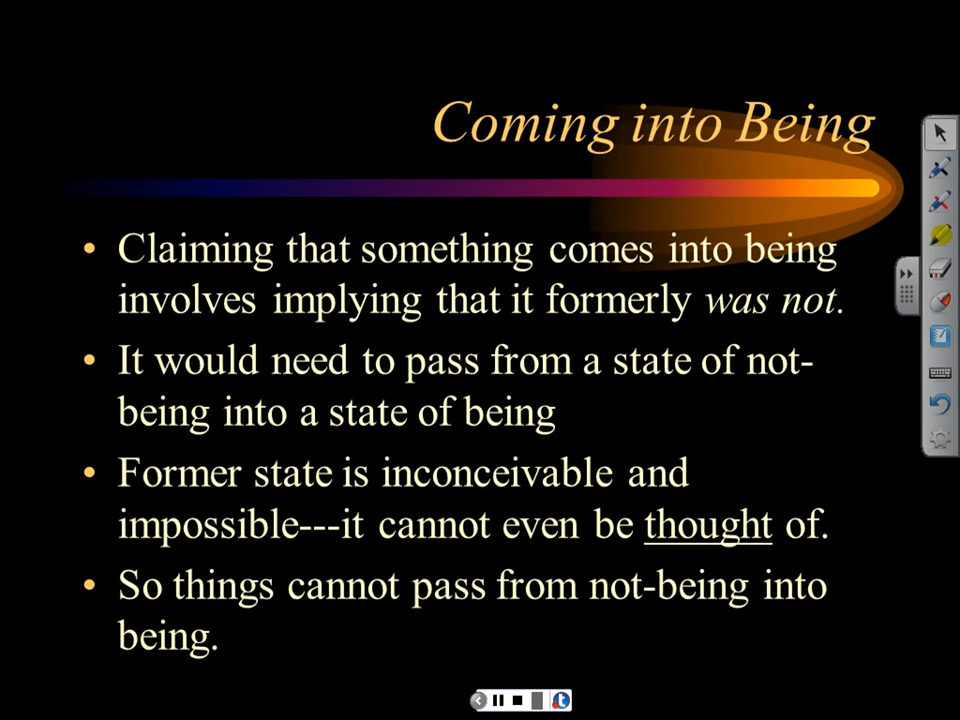 Coming into Being
• Claiming that something comes into being
involves implying that it formerly was not.
• It would need to pass from a state of not-
being into a state of being
• Former state is inconceivable and
impossible---it cannot even be thought of.
• So things cannot pass from not-being into
being.